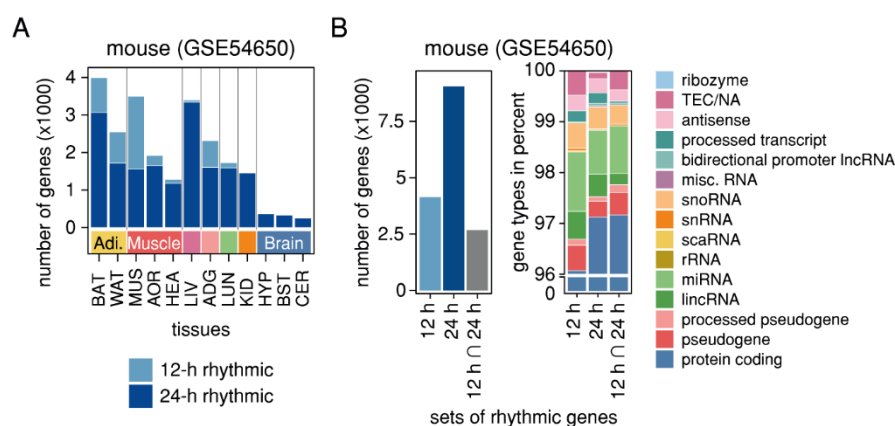 A
mouse (GSE54650)
number of genes (x1000)
4
3
2
1
0
Adi. Muscle Brain
BAT WAT MUS AOR HEA LIV ADG LUN KID HYP BST CER
tissues
12-h rhythmic
24-h rhythmic
B
mouse (GSE54650)
number of genes (x1000)
7.5
5
2.5
0
12 h 24 h 12 h ∩ 24 h
gene types in percent
100
99
98
97
96
0
12 h 24 h 12 h ∩ 24 h
sets of rhythmic genes
ribozyme
TEC/NA
antisense
processed transcript
bidirectional promoter lncRNA
misc. RNA
snoRNA
snRNA
scaRNA
rRNA
miRNA
lincRNA
processed pseudogene
pseudogene
protein coding